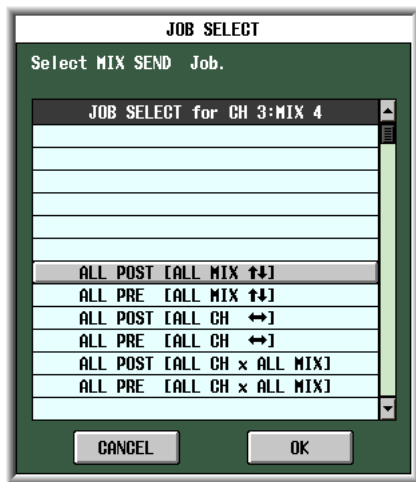 JOB SELECT
Select MIX SEND Job.
JOB SELECT for CH 3:MIX 4
ALL POST [ALL MIX ⬆⬇]
ALL PRE [ALL MIX ⬆⬇]
ALL POST [ALL CH ↔]
ALL PRE [ALL CH ↔]
ALL POST [ALL CH x ALL MIX]
ALL PRE [ALL CH x ALL MIX]
CANCEL OK